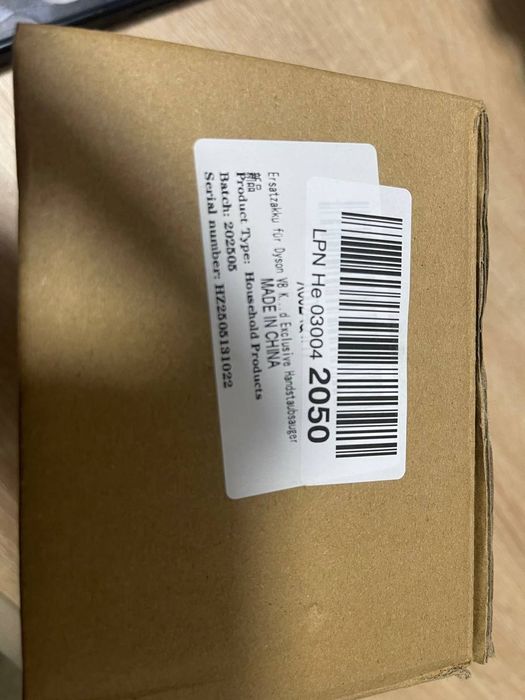 LPN He 03004 2050
Ersatzakku für Dyson V8 K d Exclusive Handstaubsauger
新品
MADE IN CHINA
Product Type: Household Products
Batch: 202505
Serial number: HZ2505131022